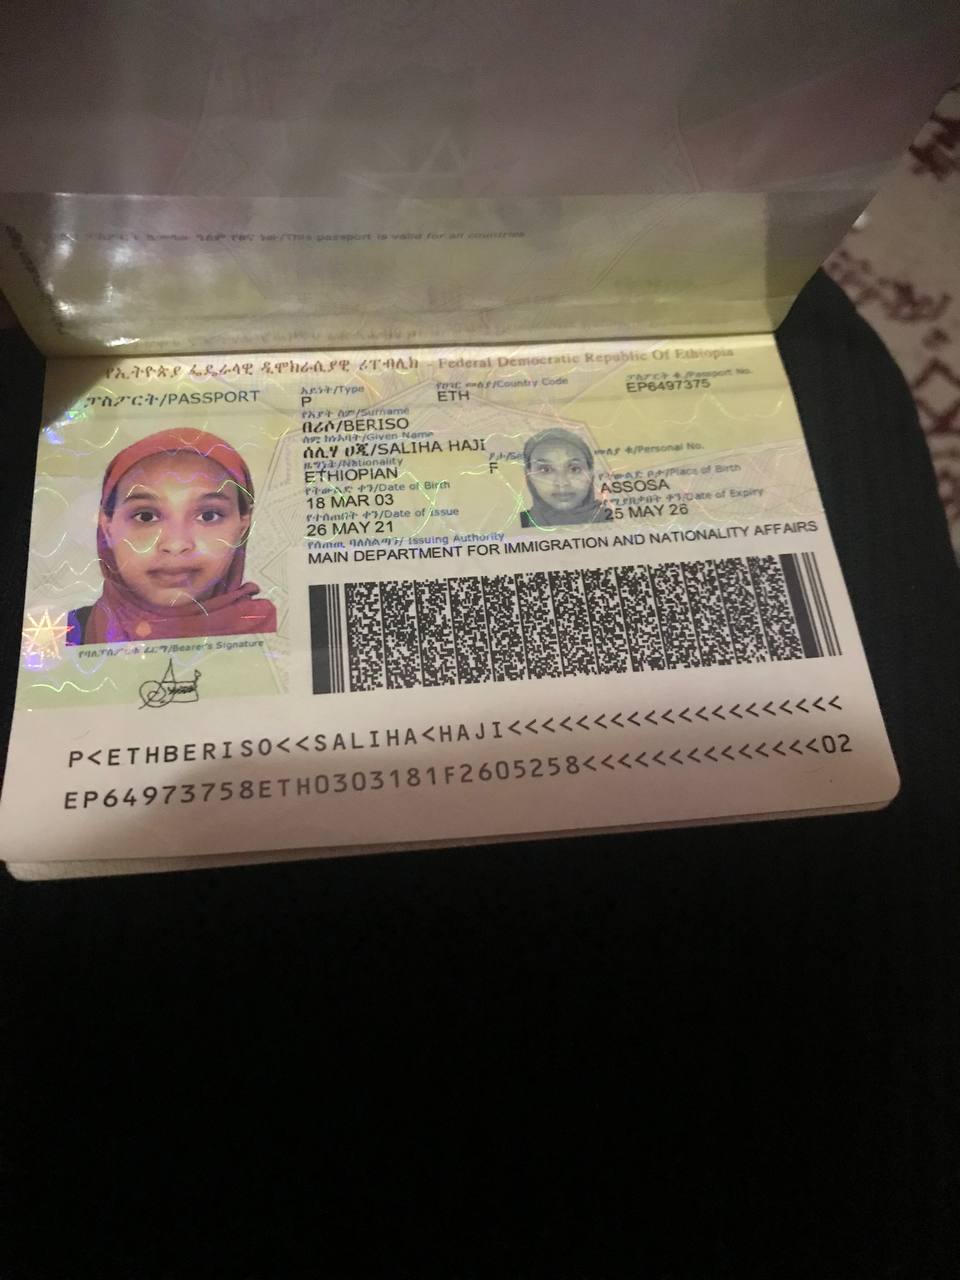 This passport is valid for all countries
የኢትዮጵያ ፌዴራላዊ ዲሞክራሲያዊ ሪፐብሊክ - Federal Democratic Republic Of Ethiopia
ፓስፖርት/PASSPORT
አይነት/Type
P
የሀገር መለያ/Country Code
ETH
ፓስፖርት ቁ./Passport No.
EP6497375
የአያት ስም/Surname
በሪሶ/BERISO
ስም ከነአባት/Given Name
ሰሊሃ ሀጂ/SALIHA HAJI
ዜግነት/Nationality
ETHIOPIAN
ፆታ/Sex
F
መለያ ቁ/Personal No.
የትውልድ ቀን/Date of Birth
18 MAR 03
የትውልድ ቦታ/Place of Birth
ASSOSA
የተሰጠበት ቀን/Date of Issue
26 MAY 21
የሚያበቃበት ቀን/Date of Expiry
25 MAY 26
የሰጠዉ ባለስልጣን/ Issuing Authority
MAIN DEPARTMENT FOR IMMIGRATION AND NATIONALITY AFFAIRS
Bearer's Signature
P<ETHBERISO<<SALIHA<HAJI<<<<<<<<<<<<<<<<<<<<
EP64973758ETH0303181F2605258<<<<<<<<<<<<<<02